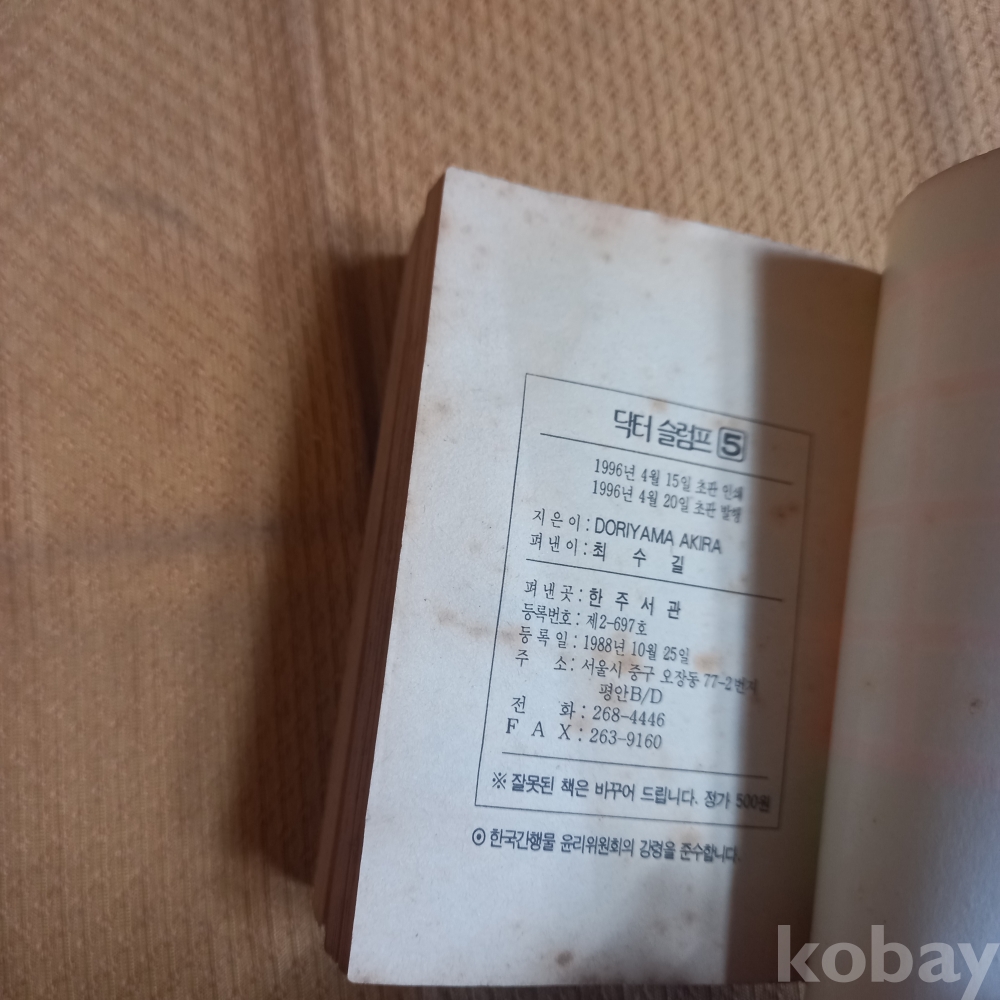 닥터 슬럼프 5
1996년 4월 15일 초판 인쇄
1996년 4월 20일 초판 발행
지은이 : DORIYAMA AKIRA
펴낸이 : 최 수 길
펴낸곳 : 한주서관
등록번호 : 제2-697호
등록일 : 1988년 10월 25일
주 소 : 서울시 중구 오장동 77-2번지
평안B/D
전 화 : 268-4446
F A X : 263-9160
※ 잘못된 책은 바꾸어 드립니다. 정가 500원
⊙ 한국간행물 윤리위원회의 강령을 준수합니다.
kobay